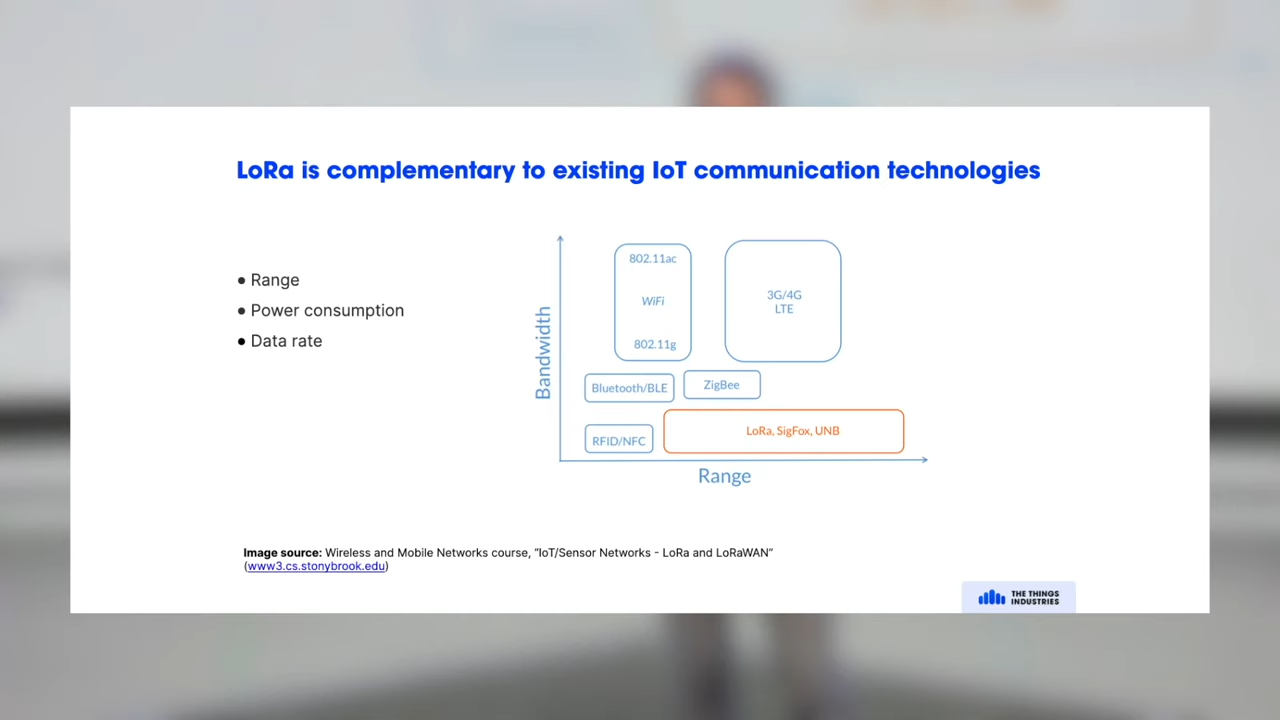 LoRa is complementary to existing IoT communication technologies
● Range
● Power consumption
● Data rate
Bandwidth
802.11ac
WiFi
802.11g
3G/4G
LTE
Bluetooth/BLE
ZigBee
RFID/NFC
LoRa, SigFox, UNB
Range
Image source: Wireless and Mobile Networks course, “IoT/Sensor Networks - LoRa and LoRaWAN”
(www3.cs.stonybrook.edu)
THE THINGS
INDUSTRIES